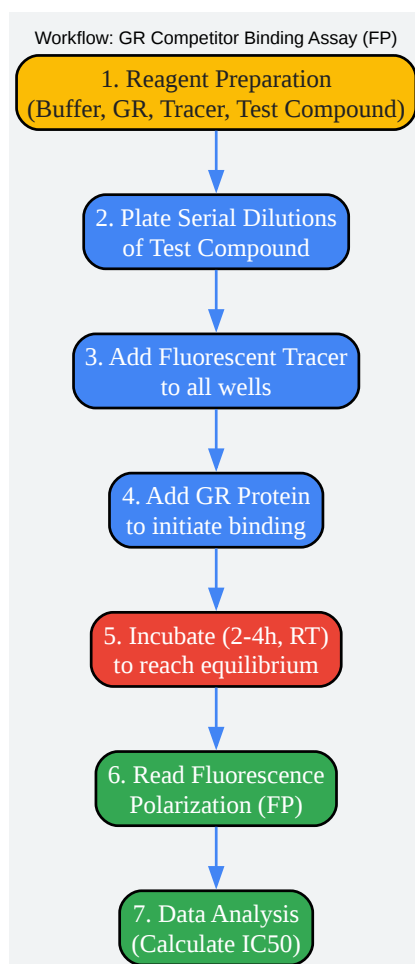 Workflow: GR Competitor Binding Assay (FP)
1. Reagent Preparation
(Buffer, GR, Tracer, Test Compound)
2. Plate Serial Dilutions
of Test Compound
3. Add Fluorescent Tracer
to all wells
4. Add GR Protein
to initiate binding
5. Incubate (2-4h, RT)
to reach equilibrium
6. Read Fluorescence
Polarization (FP)
7. Data Analysis
(Calculate IC50)